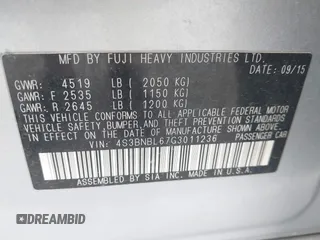 MFD. BY FUJI HEAVY INDUSTRIES LTD.
DATE: 09/15
GVWR: 4519 LB ( 2050 KG)
GAWR: F 2535 LB ( 1150 KG)
GAWR: R 2645 LB ( 1200 KG)
THIS VEHICLE CONFORMS TO ALL APPLICABLE FEDERAL MOTOR
VEHICLE SAFETY, BUMPER AND THEFT PREVENTION STANDARDS
IN EFFECT ON THE DATE OF MANUFACTURE SHOWN ABOVE.
VIN: 4S3BNBL67G3011236 PASSENGER CAR
ASSEMBLED BY SIA INC. MADE IN U.S.A.
DIRAWBID
DIRAWBID.COM